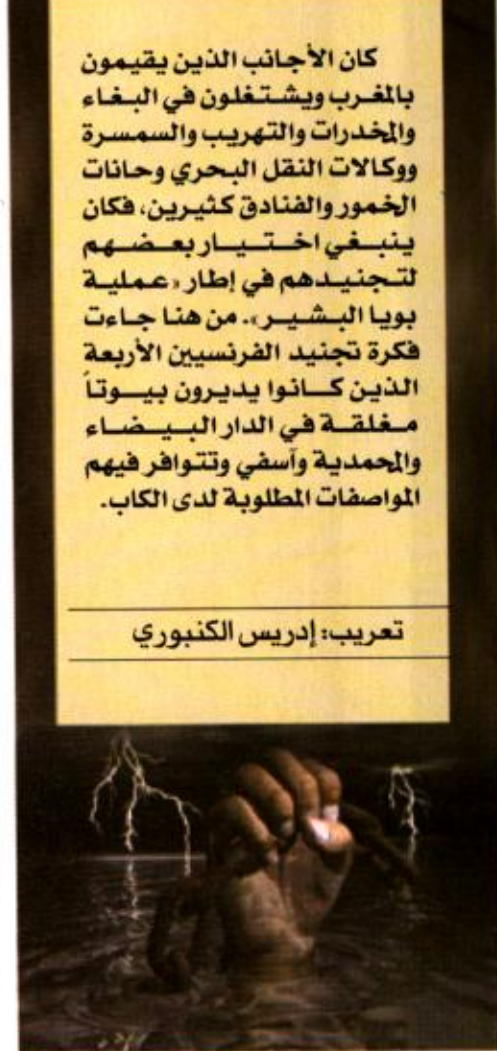 كان الأجانب الذين يقيمون
بالمغرب ويشتغلون في البغاء
والمخدرات والتهريب والسمسرة
ووكالات النقل البحري وحانات
الخمور والفنادق كثيرين، فكان
ينبغي اختيار بعضهم
لتجنيدهم في إطار «عملية
بويا البشير». من هنا جاءت
فكرة تجنيد الفرنسيين الأربعة
الذين كانوا يديرون بيوتاً
مغلقة في الدار البيضاء
والمحمدية وآسفي وتتوافر فيهم
المواصفات المطلوبة لدى الكاب.
تعريب: إدريس الكنبوري